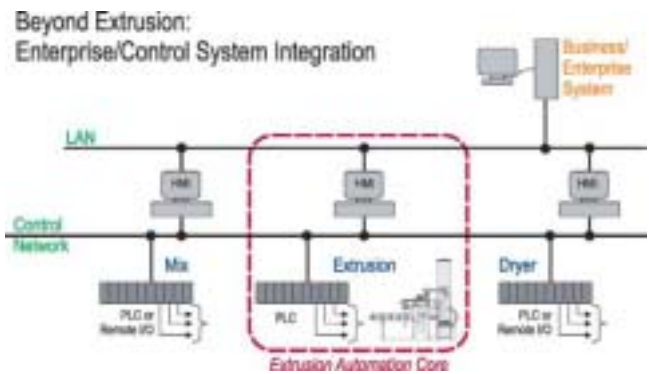 Beyond Extrusion:
Enterprise/Control System Integration
Business/
Enterprise
System
LAN
HMI
HMI
HMI
Control
Network
Mix
Extrusion
Dryer
PLC or
Remote I/O
PLC
PLC or
Remote I/O
Extrusion Automation Core